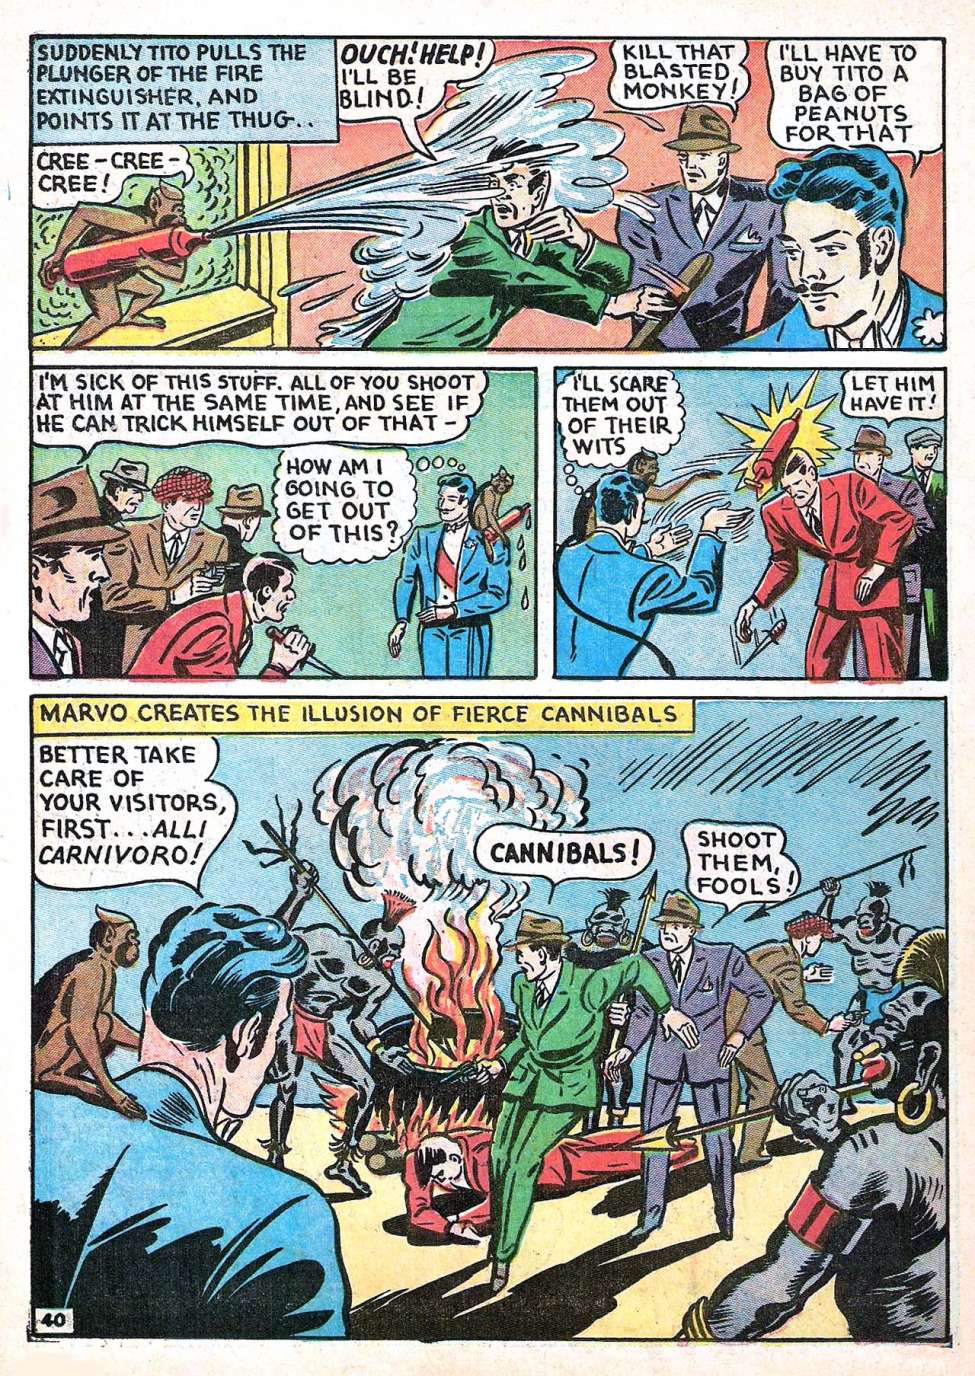 SUDDENLY TITO PULLS THE
PLUNGER OF THE FIRE
EXTINGUISHER, AND
POINTS IT AT THE THUG..
CREE-CREE-
CREE!
OUCH! HELP!
I'LL BE
BLIND!
KILL THAT
BLASTED
MONKEY!
I'LL HAVE TO
BUY TITO A
BAG OF
PEANUTS
FOR THAT
I'M SICK OF THIS STUFF. ALL OF YOU SHOOT
AT HIM AT THE SAME TIME, AND SEE IF
HE CAN TRICK HIMSELF OUT OF THAT-
HOW AM I
GOING TO
GET OUT
OF THIS?
I'LL SCARE
THEM OUT
OF THEIR
WITS
LET HIM
HAVE IT!
MARVO CREATES THE ILLUSION OF FIERCE CANNIBALS
BETTER TAKE
CARE OF
YOUR VISITORS,
FIRST...ALLI
CARNIVORO!
CANNIBALS!
SHOOT
THEM,
FOOLS!
40